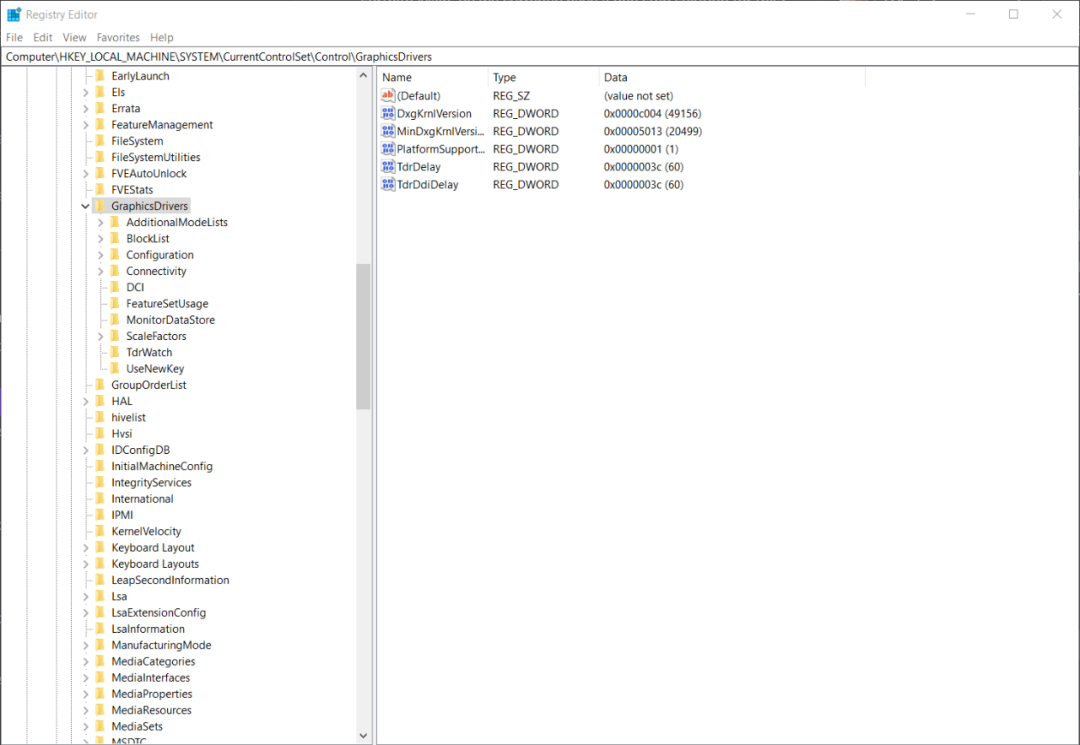 Registry Editor
File Edit View Favorites Help
Computer\HKEY_LOCAL_MACHINE\SYSTEM\CurrentControlSet\Control\GraphicsDrivers
EarlyLaunch
Els
Errata
FeatureManagement
FileSystem
FileSystemUtilities
FVEAutoUnlock
FVEStats
GraphicsDrivers
AdditionalModeLists
BlockList
Configuration
Connectivity
DCI
FeatureSetUsage
MonitorDataStore
ScaleFactors
TdrWatch
UseNewKey
GroupOrderList
HAL
hivelist
Hvsi
IDConfigDB
InitialMachineConfig
IntegrityServices
International
IPMI
KernelVelocity
Keyboard Layout
Keyboard Layouts
LeapSecondInformation
Lsa
LsaExtensionConfig
LsaInformation
ManufacturingMode
MediaCategories
MediaInterfaces
MediaProperties
MediaResources
MediaSets
MSDTC
Name Type Data
ab (Default) REG_SZ (value not set)
DxgKrnlVersion REG_DWORD 0x0000c004 (49156)
MinDxgKrnlVersi... REG_DWORD 0x00005013 (20499)
PlatformSupport... REG_DWORD 0x00000001 (1)
TdrDelay REG_DWORD 0x0000003c (60)
TdrDdiDelay REG_DWORD 0x0000003c (60)